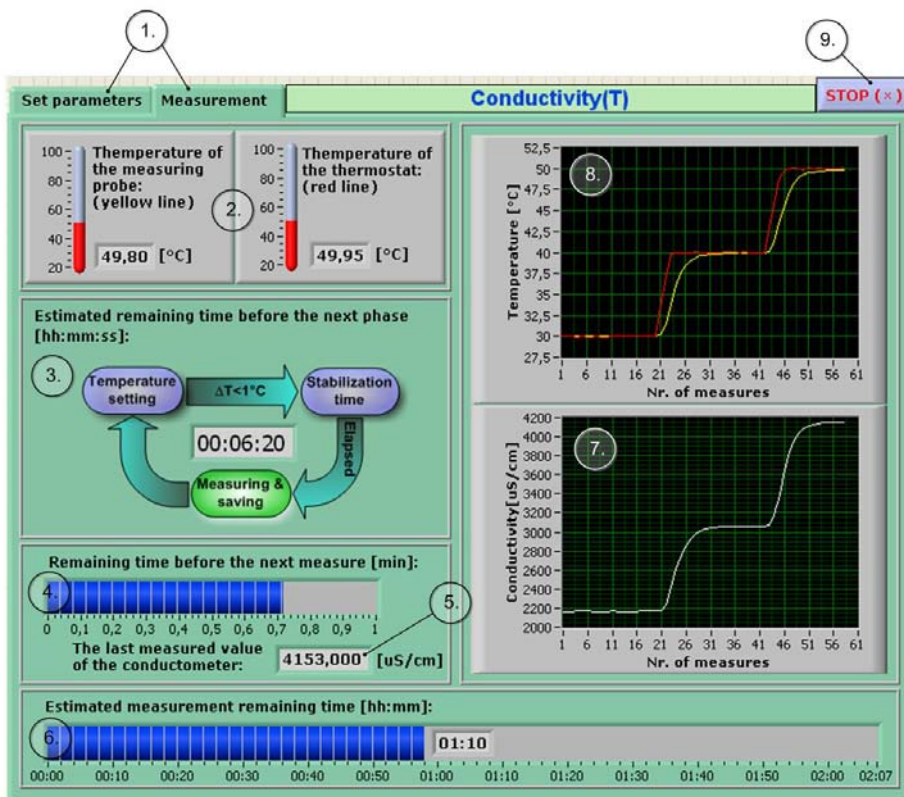 1.
9.
Set parameters
Measurement
Conductivity(T)
STOP (×)
Themperature of
the measuring
probe:
(yellow line)
100
80
60
40
20
49,80 [°C]
2.
Themperature of
the thermostat:
(red line)
100
80
60
40
20
49,95 [°C]
8.
Temperature [°C]
52,5
50
47,5
45
42,5
40
37,5
35
32,5
30
27,5
1 6 11 16 21 26 31 36 41 46 51 56 61
Nr. of measures
Estimated remaining time before the next phase
[hh:mm:ss]:
3.
Temperature
setting
ΔT<1°C
Stabilization
time
00:06:20
Elapsed
Measuring &
saving
7.
Conductivity[uS/cm]
4200
4000
3800
3600
3400
3200
3000
2800
2600
2400
2200
2000
1 6 11 16 21 26 31 36 41 46 51 56 61
Nr. of measures
Remaining time before the next measure [min]:
4.
0 0,1 0,2 0,3 0,4 0,5 0,6 0,7 0,8 0,9 1
5.
The last measured value
of the conductometer:
4153,000 [uS/cm]
Estimated measurement remaining time [hh:mm]:
6.
01:10
00:00 00:10 00:20 00:30 00:40 00:50 01:00 01:10 01:20 01:30 01:40 01:50 02:00 02:07